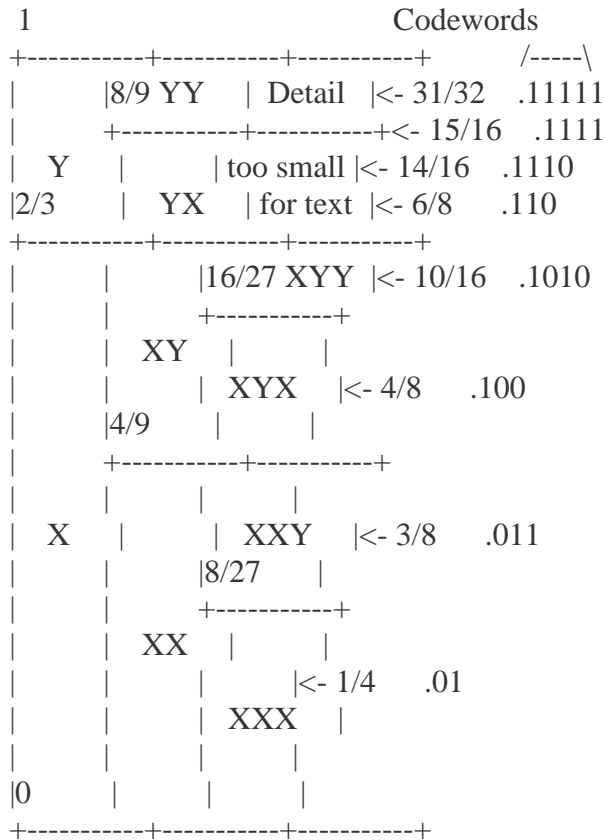 1 Codewords
+-----------+-----------+-----------+ /-----\
| |8/9 YY | Detail |<- 31/32 .11111
| +-----------+-----------+<- 15/16 .1111
| Y | | too small |<- 14/16 .1110
|2/3 | YX | for text |<- 6/8 .110
+-----------+-----------+-----------+
| | |16/27 XYY |<- 10/16 .1010
| | +-----------+
| | XY | |
| | | XYX |<- 4/8 .100
| |4/9 | |
| +-----------+-----------+
| | | |
| X | | XXY |<- 3/8 .011
| | |8/27 |
| | +-----------+
| | XX | |
| | | |<- 1/4 .01
| | | XXX |
| | | |
|0 | | |
+-----------+-----------+-----------+